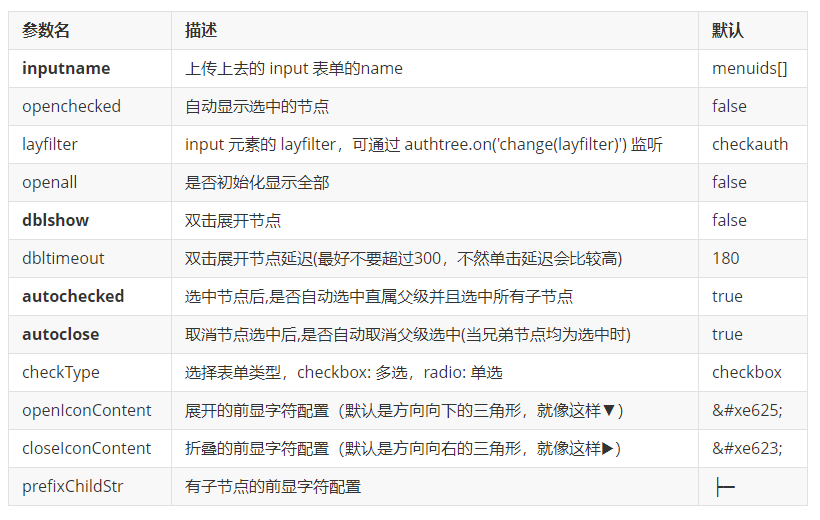 参数名 描述 默认
inputname 上传上去的 input 表单的name menuids[]
openchecked 自动显示选中的节点 false
layfilter input 元素的 layfilter，可通过 authtree.on('change(layfilter)') 监听 checkauth
openall 是否初始化显示全部 false
dblshow 双击展开节点 false
dbltimeout 双击展开节点延迟(最好不要超过300，不然单击延迟会比较高) 180
autochecked 选中节点后,是否自动选中直属父级并且选中所有子节点 true
autoclose 取消节点选中后,是否自动取消父级选中(当兄弟节点均为选中时) true
checkType 选择表单类型，checkbox: 多选，radio: 单选 checkbox
openIconContent 展开的前显字符配置（默认是方向向下的三角形，就像这样▼) &#xe625;
closeIconContent 折叠的前显字符配置（默认是方向向右的三角形，就像这样▶) &#xe623;
prefixChildStr 有子节点的前显字符配置 ├─